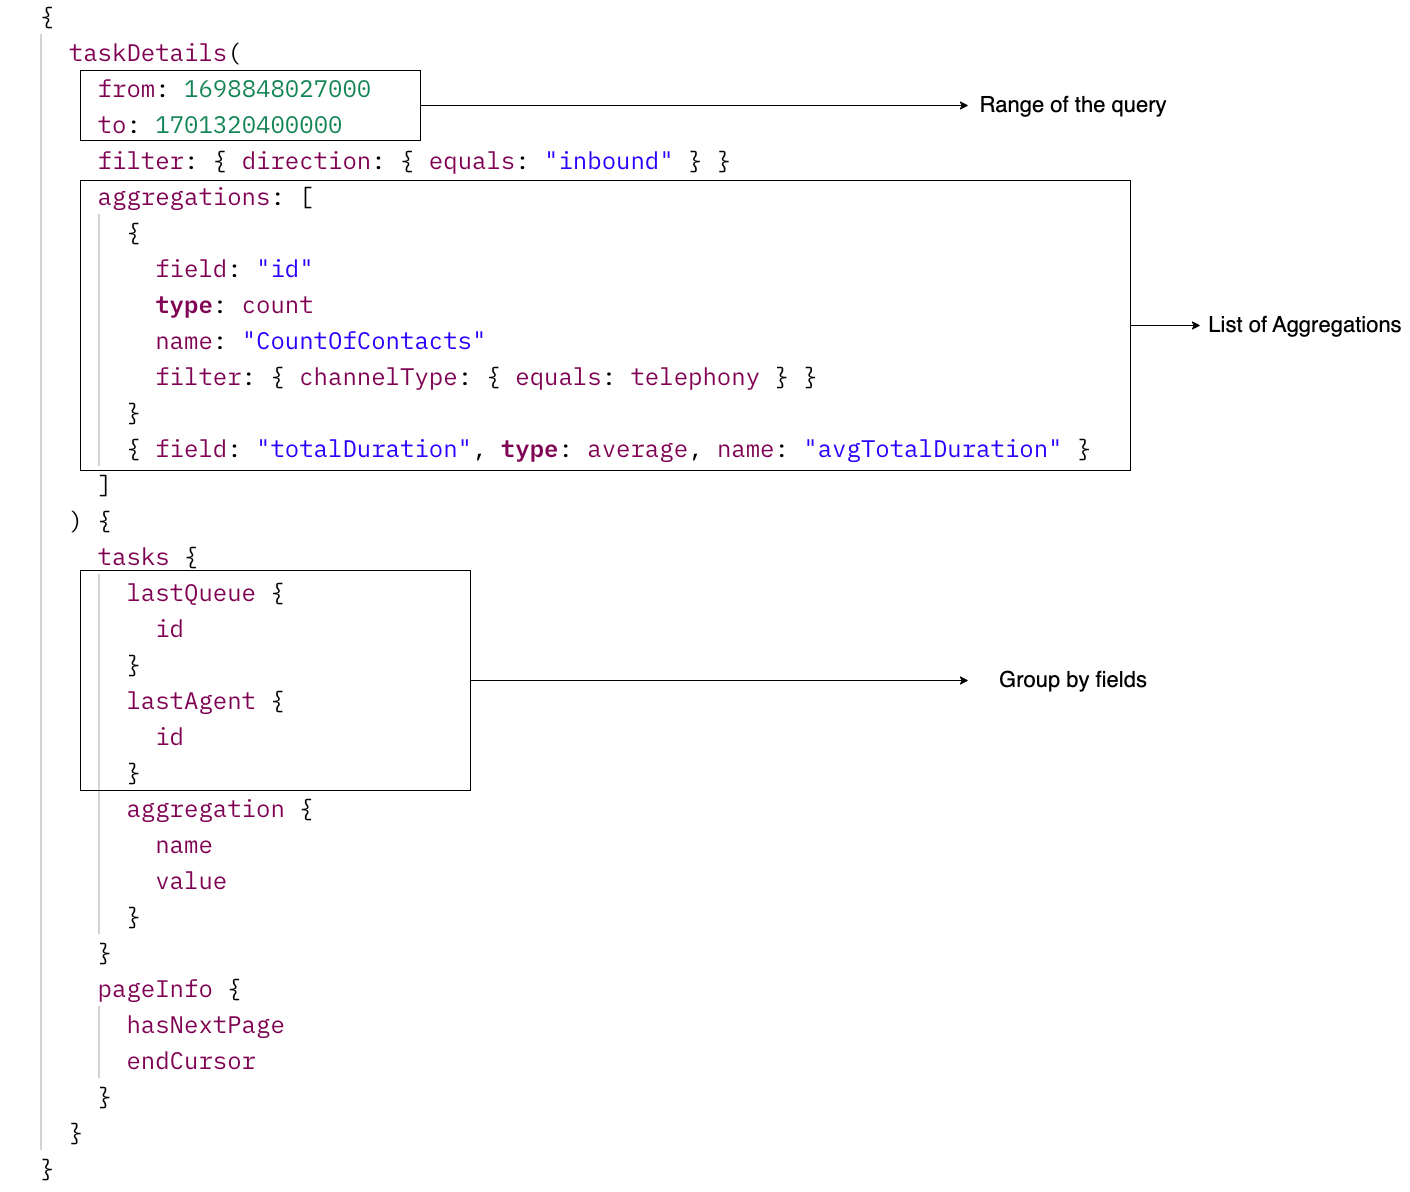 {
taskDetails(
from: 1698848027000
to: 1701320400000
Range of the query
filter: { direction: { equals: "inbound" } }
aggregations: [
{
field: "id"
type: count
name: "CountOfContacts"
List of Aggregations
filter: { channelType: { equals: telephony } }
}
{ field: "totalDuration", type: average, name: "avgTotalDuration" }
]
) {
tasks {
lastQueue {
id
}
Group by fields
lastAgent {
id
}
aggregation {
name
value
}
}
pageInfo {
hasNextPage
endCursor
}
}
}